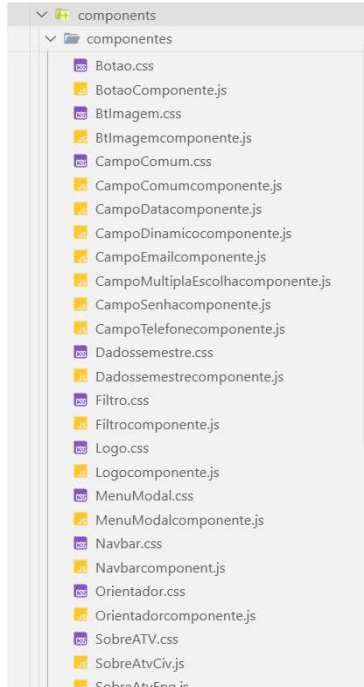 components
componentes
Botao.css
BotaoComponente.js
BtImagem.css
BtImagemcomponente.js
CampoComum.css
CampoComumcomponente.js
CampoDatacomponente.js
CampoDinamicocomponente.js
CampoEmailcomponente.js
CampoMultiplaEscolhacomponente.js
CampoSenhacomponente.js
CampoTelefonecomponente.js
Dadossemestre.css
Dadossemestrecomponente.js
Filtro.css
Filtrocomponente.js
Logo.css
Logocomponente.js
MenuModal.css
MenuModalcomponente.js
Navbar.css
Navbarcomponent.js
Orientador.css
Orientadorcomponente.js
SobreATV.css
SobreAtvCiv.js
SobreAtvEng.js